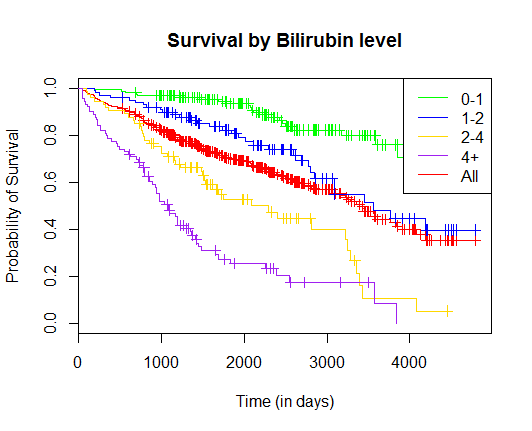 Survival by Bilirubin level
Probability of Survival
1.0
0.8
0.6
0.4
0.2
0.0
0-1
1-2
2-4
4+
All
0 1000 2000 3000 4000
Time (in days)